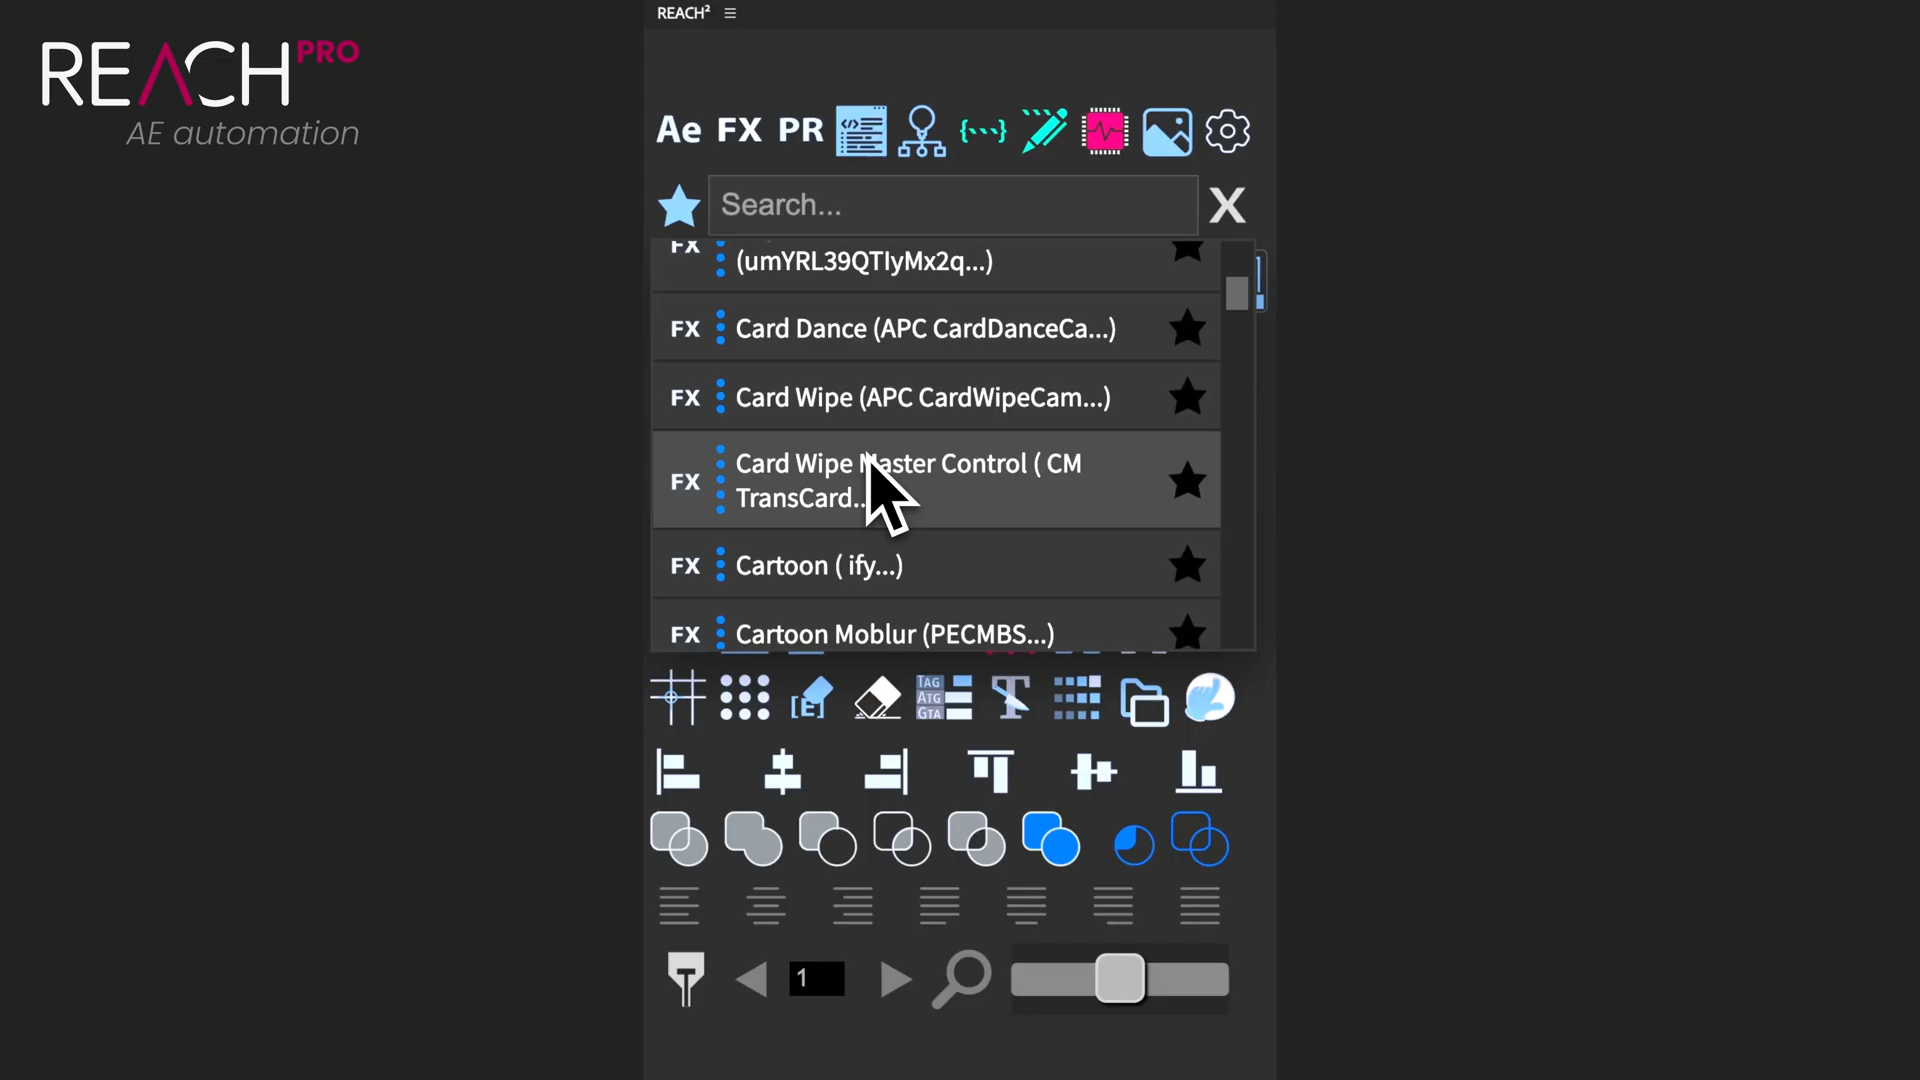 REACH²
REACH PRO
AE automation
Ae FX PR
Search...
X
FX (umYRL39QTIyMx2q...)
FX Card Dance (APC CardDanceCa...)
FX Card Wipe (APC CardWipeCam...)
FX Card Wipe Master Control ( CM
TransCard..
FX Cartoon ( ify...)
FX Cartoon Moblur (PECMBS...)
[E]
TAG
ATG
GTA
T
1